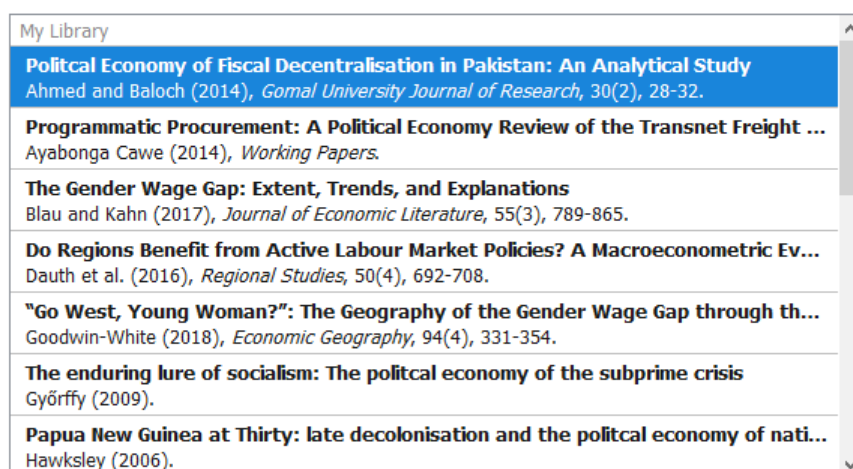 My Library
Politcal Economy of Fiscal Decentralisation in Pakistan: An Analytical Study
Ahmed and Baloch (2014), Gomal University Journal of Research, 30(2), 28-32.
Programmatic Procurement: A Political Economy Review of the Transnet Freight ...
Ayabonga Cawe (2014), Working Papers.
The Gender Wage Gap: Extent, Trends, and Explanations
Blau and Kahn (2017), Journal of Economic Literature, 55(3), 789-865.
Do Regions Benefit from Active Labour Market Policies? A Macroeconometric Ev...
Dauth et al. (2016), Regional Studies, 50(4), 692-708.
“Go West, Young Woman?”: The Geography of the Gender Wage Gap through th...
Goodwin-White (2018), Economic Geography, 94(4), 331-354.
The enduring lure of socialism: The politcal economy of the subprime crisis
Győrffy (2009).
Papua New Guinea at Thirty: late decolonisation and the politcal economy of nati...
Hawksley (2006).